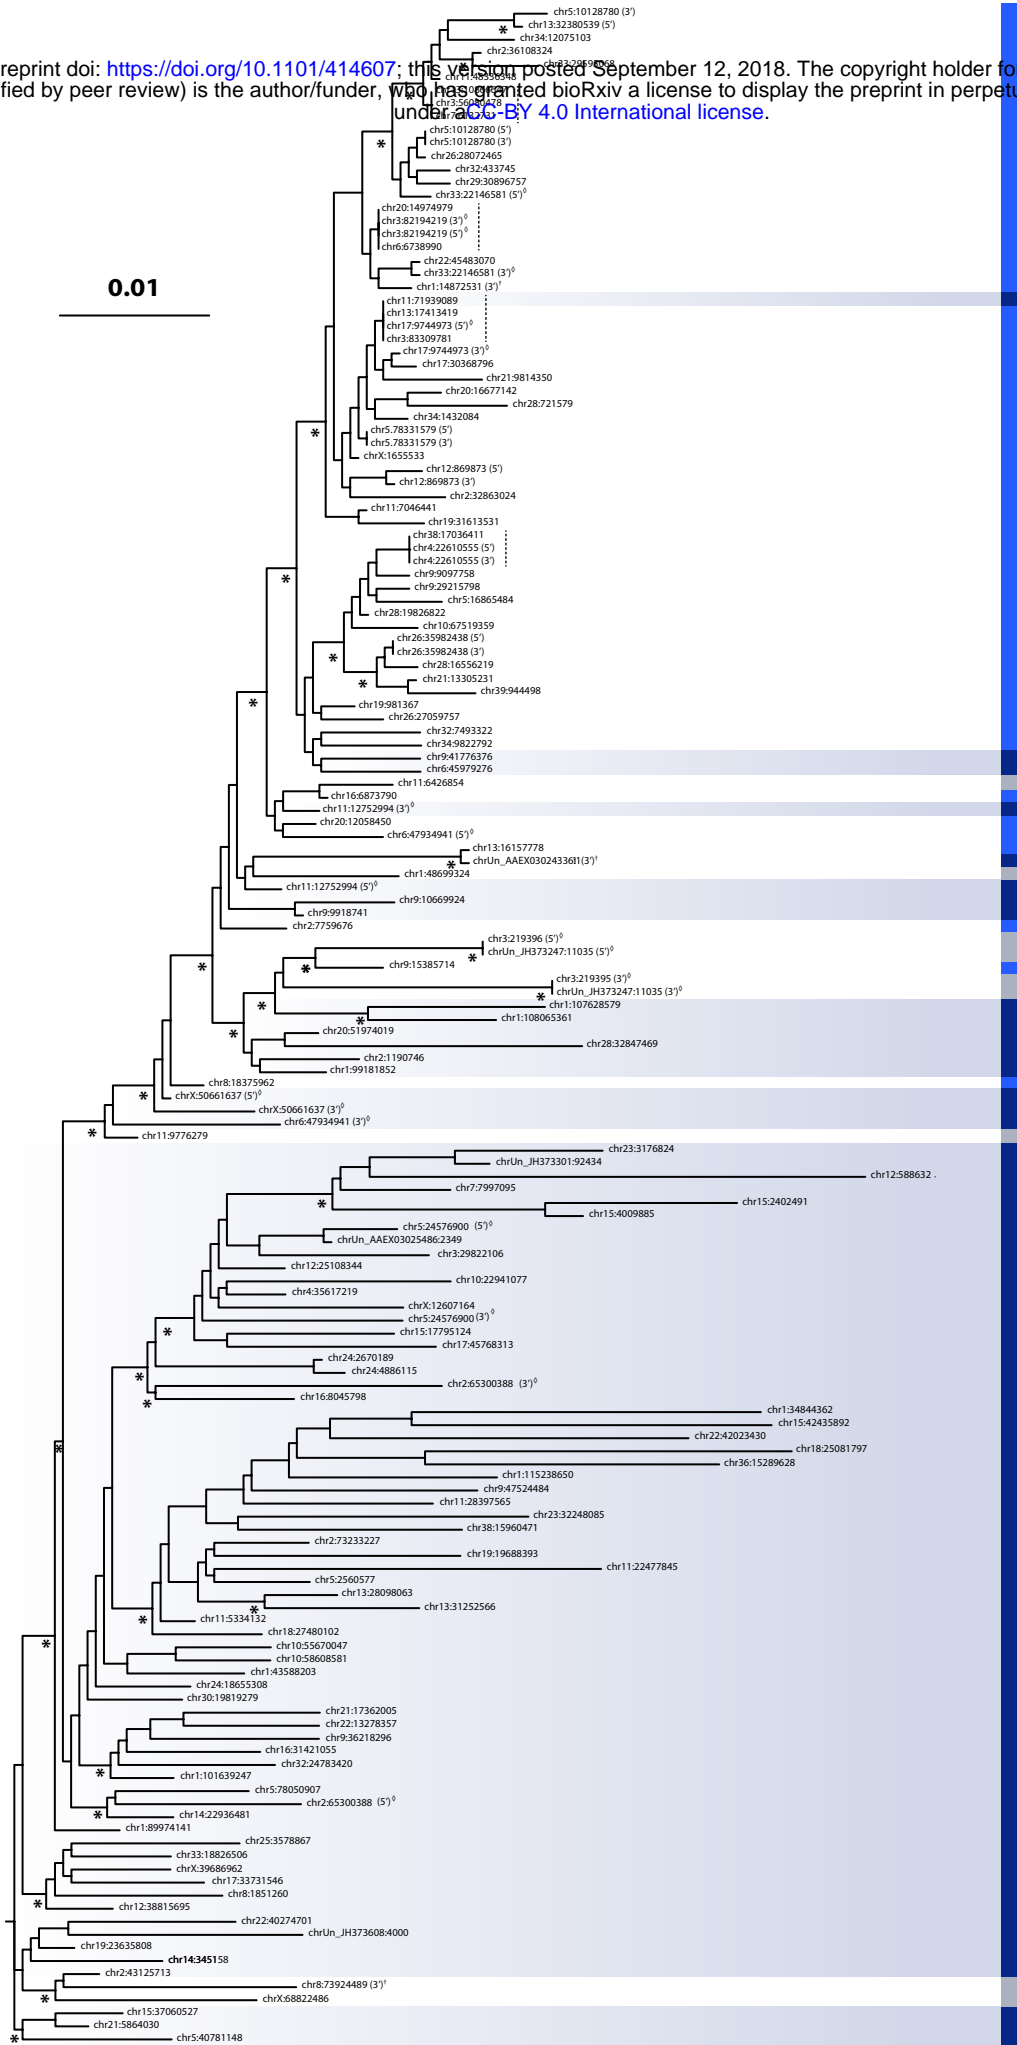 chr5:10128780 (3')
chr13:32380539 (5')
chr34:12075103
chr2:36108324
chr33:29595068
reprint doi: https://doi.org/10.1101/414607; this version posted September 12, 2018. The copyright holder fo
fied by peer review) is the author/funder, who has granted bioRxiv a license to display the preprint in perpetu
chr3:56030478
under aCC-BY 4.0 International license.
chr5:10128780 (5')
chr5:10128780 (3')
chr26:28072465
chr32:433745
chr29:30896757
chr33:22146581 (5')◊
chr20:14974979
chr3:82194219 (3')◊
chr3:82194219 (5')◊
chr6:6738990
chr22:45483070
chr33:22146581 (3')◊
chr1:14872531 (3')†
0.01
chr11:71939089
chr13:17413419
chr17:9744973 (5')◊
chr3:83309781
chr17:9744973 (3')◊
chr17:30368796
chr21:9814350
chr20:16677142
chr28:721579
chr34:1432084
chr5.78331579 (5')
chr5.78331579 (3')
chrX:1655533
chr12:869873 (5')
chr12:869873 (3')
chr2:32863024
chr11:7046441
chr19:31613531
chr38:17036411
chr4:22610555 (5')
chr4:22610555 (3')
chr9:9097758
chr9:29215798
chr5:16865484
chr28:19826822
chr10:67519359
chr26:35982438 (5')
chr26:35982438 (3')
chr28:16556219
chr21:13305231
chr39:944498
chr19:981367
chr26:27059757
chr32:7493322
chr34:9822792
chr9:41776376
chr6:45979276
chr11:6426854
chr16:6873790
chr11:12752994 (3')◊
chr20:12058450
chr6:47934941 (5')◊
chr13:16157778
chr1:48699324
chr11:12752994 (5')◊
chr9:10669924
chr9:9918741
chr2:7759676
chr3:219396 (5')◊
chrUn_JH373247:11035 (5')◊
chr9:15385714
chr3:219395 (3')◊
chrUn_JH373247:11035 (3')◊
chr1:107628579
chr1:108065361
chr20:51974019
chr28:32847469
chr2:1190746
chr1:99181852
chr8:18375962
chrX:50661637 (5')◊
chrX:50661637 (3')◊
chr6:47934941 (3')◊
chr11:9776279
chr23:3176824
chrUn_JH373301:92434
chr12:588632 .
chr7:7997095
chr15:2402491
chr15:4009885
chr5:24576900 (5')◊
chrUn_AAEX03025486:2349
chr3:29822106
chr12:25108344
chr10:22941077
chr4:35617219
chrX:12607164
chr5:24576900 (3')◊
chr15:17795124
chr17:45768313
chr24:2670189
chr24:4886115
chr2:65300388 (3')◊
chr16:8045798
chr1:34844362
chr15:42435892
chr22:42023430
chr18:25081797
chr36:15289628
chr1:115238650
chr9:47524484
chr11:28397565
chr23:32248085
chr38:15960471
chr2:73233227
chr19:19688393
chr11:22477845
chr5:2560577
chr13:28098063
chr13:31252566
chr11:5334132
chr18:27480102
chr10:55670047
chr10:58608581
chr1:43588203
chr24:18655308
chr30:19819279
chr21:17362005
chr22:13278357
chr9:36218296
chr16:31421055
chr32:24783420
chr1:101639247
chr5:78050907
chr2:65300388 (5')◊
chr14:22936481
chr1:89974141
chr25:3578867
chr33:18826506
chrX:39686962
chr17:33731546
chr8:1851260
chr12:38815695
chr22:40274701
chrUn_JH373608:4000
chr19:23635808
chr14:345158
chr2:43125713
chr8:73924489 (3')†
chrX:68822486
chr15:37060527
chr21:5864030
chr5:40781148